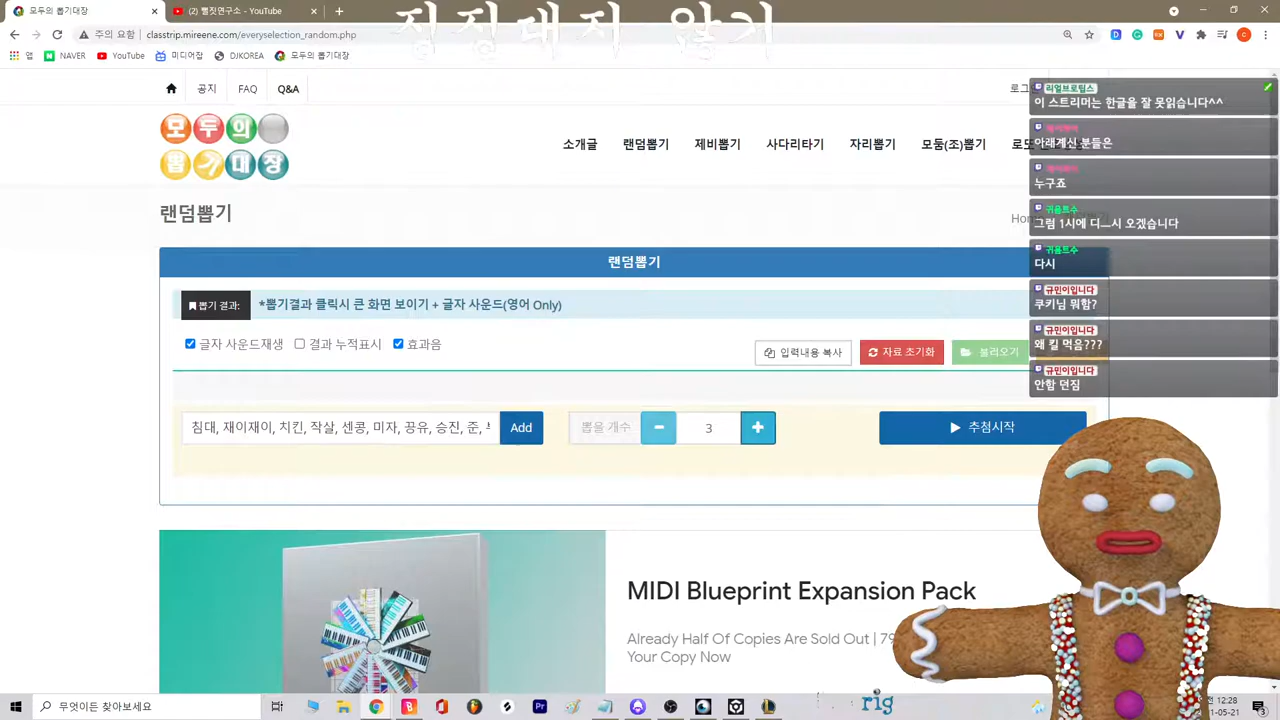 모두의 뽑기대장
뻘짓연구소 - YouTube
징징대지 않기
주의 요함
classtrip.mireene.com/everyselection_random.php
앱
NAVER
YouTube
미디어장
DIKOREA
모두의 뽑기대장
공지
FAQ
Q&A
모두의
뽑기대장
소개글
랜덤뽑기
제비뽑기
사다리타기
자리뽑기
모둠(조)뽑기
랜덤뽑기
랜덤뽑기
뽑기 결과:
*뽑기결과 클릭시 큰 화면 보이기 + 글자 사운드(영어 Only)
글자 사운드재생
결과 누적표시
효과음
입력내용 복사
자료 초기화
불러오기
침대, 재이재이, 치킨, 작살, 센콩, 미자, 끙유, 승진, 준,
Add
뽑을 개수
3
추첨시작
리얼브로팁스
이 스트리머는 한글을 잘 못읽습니다^^
아래계신 분들은
누구죠
귀욤트수
그럼 1시에 디ㅡ시 오겠습니다
귀욤트수
다시
규민이입니다
쿠키님 뭐함?
규민이입니다
왜 킬 먹음???
규민이입니다
안함 던짐
MIDI Blueprint Expansion Pack
Already Half Of Copies Are Sold Out | 79
Your Copy Now
무엇이든 찾아보세요
rig
12:28